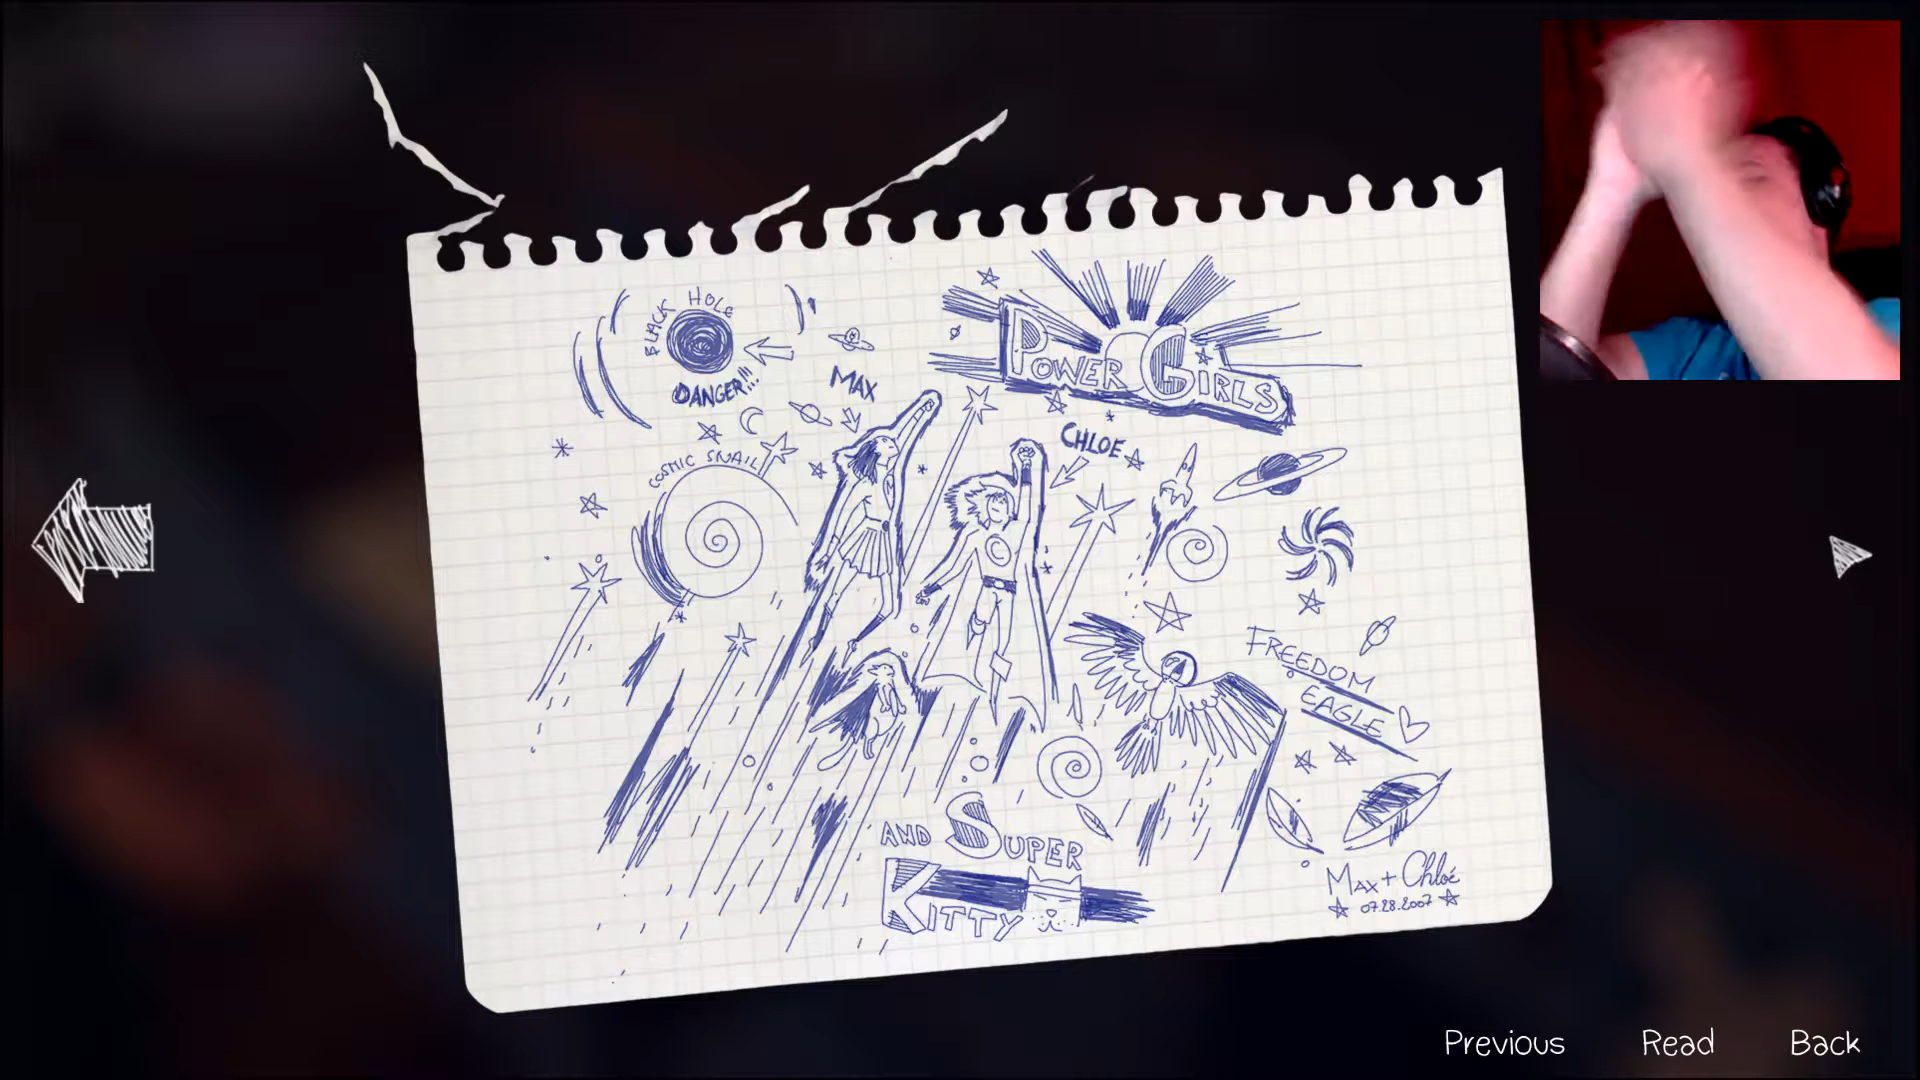 BLACK HOLE
DANGER!!!
POWER GIRLS
MAX
CHLOE
COSMIC SNAIL
FREEDOM
EAGLE
AND SUPER
KITTY
Max + Chloé
07.28.2007
Previous
Read
Back